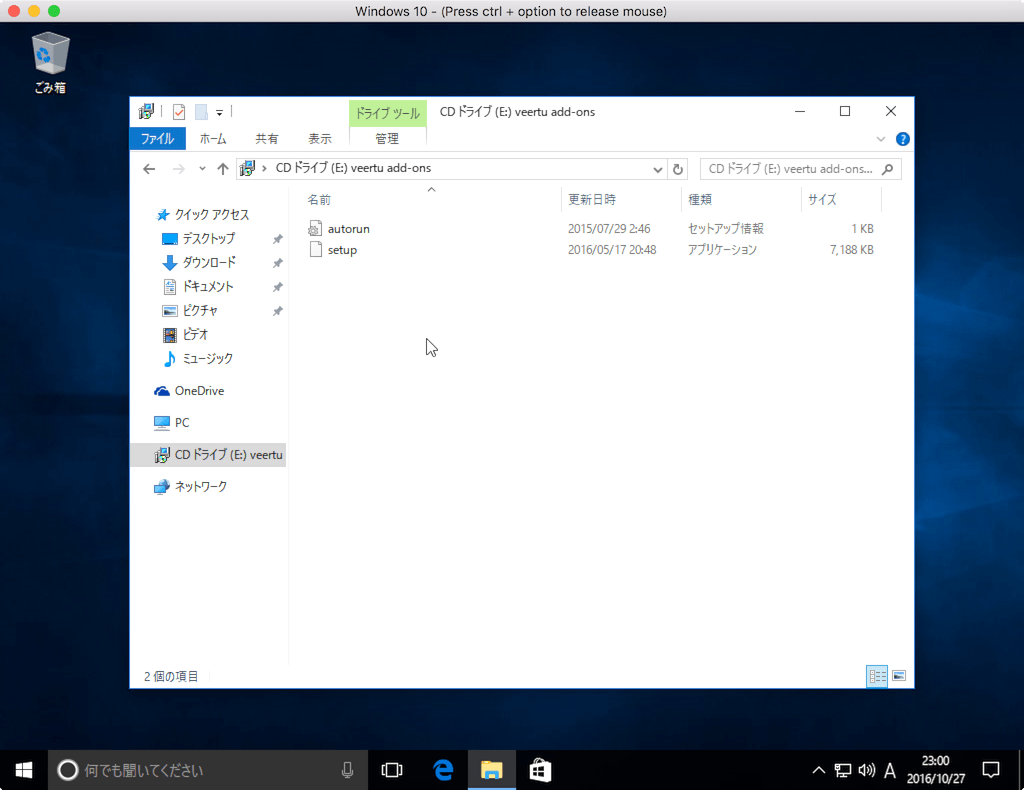 Windows 10 - (Press ctrl + option to release mouse)
ごみ箱
ドライブ ツール
CD ドライブ (E:) veertu add-ons
ファイル
ホーム
共有
表示
管理
CD ドライブ (E:) veertu add-ons
CD ドライブ (E:) veertu add-ons...
名前
更新日時
種類
サイズ
autorun
2015/07/29 2:46
セットアップ情報
1 KB
setup
2016/05/17 20:48
アプリケーション
7,188 KB
クイック アクセス
デスクトップ
ダウンロード
ドキュメント
ピクチャ
ビデオ
ミュージック
OneDrive
PC
CD ドライブ (E:) veertu
ネットワーク
2 個の項目
何でも聞いてください
A
23:00
2016/10/27